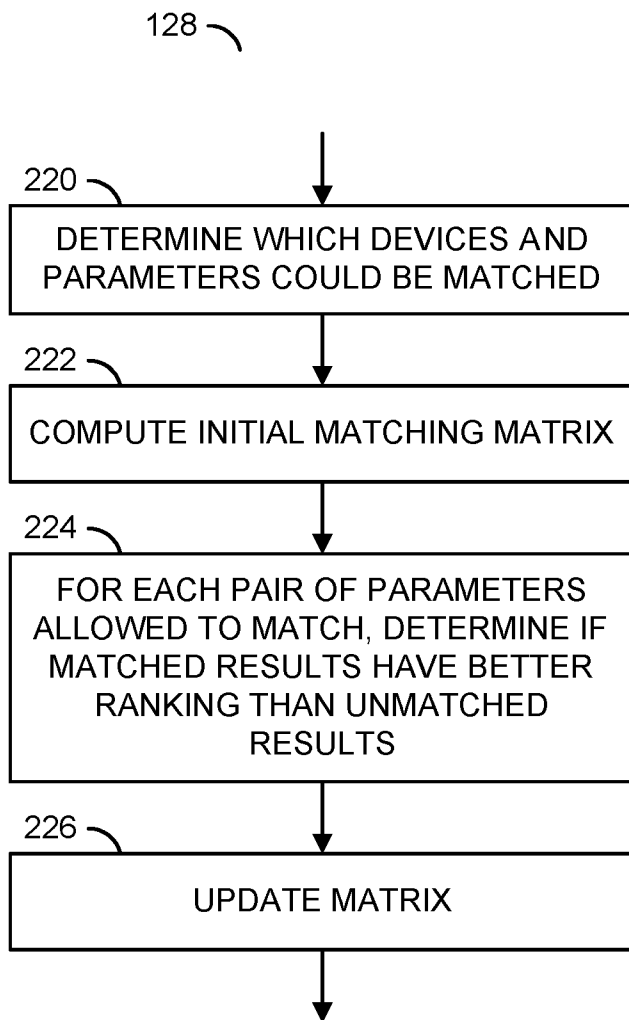 128
220
DETERMINE WHICH DEVICES AND
PARAMETERS COULD BE MATCHED
222
COMPUTE INITIAL MATCHING MATRIX
224
FOR EACH PAIR OF PARAMETERS
ALLOWED TO MATCH, DETERMINE IF
MATCHED RESULTS HAVE BETTER
RANKING THAN UNMATCHED
RESULTS
226
UPDATE MATRIX